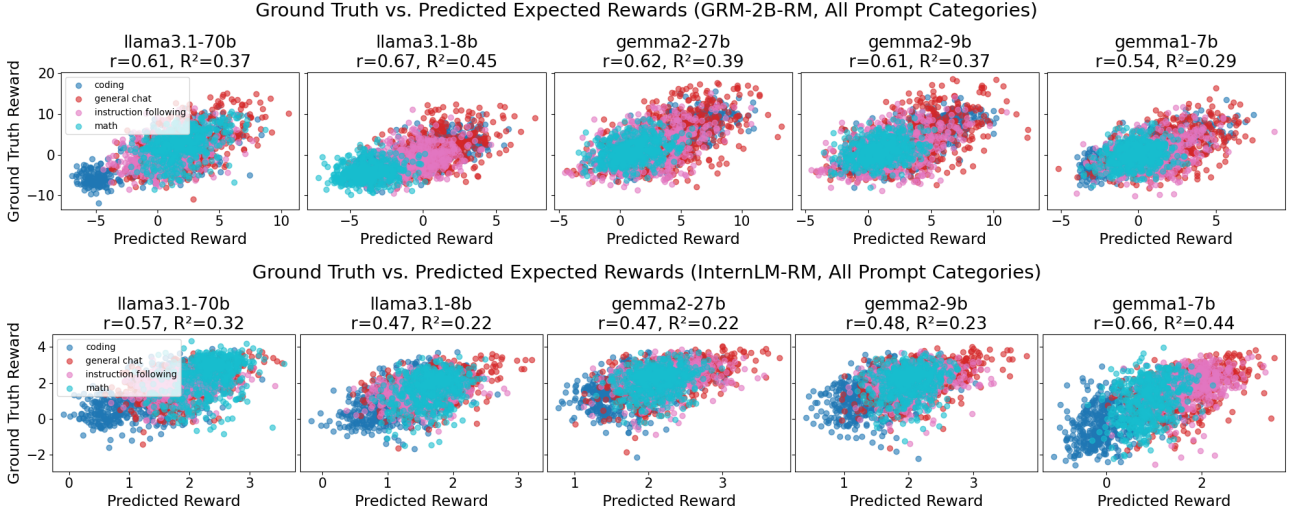 Ground Truth vs. Predicted Expected Rewards (GRM-2B-RM, All Prompt Categories)
llama3.1-70b
r=0.61, R²=0.37
llama3.1-8b
r=0.67, R²=0.45
gemma2-27b
r=0.62, R²=0.39
gemma2-9b
r=0.61, R²=0.37
gemma1-7b
r=0.54, R²=0.29
Ground Truth Reward
20
10
0
−10
coding
general chat
instruction following
math
−5 0 5 10
−5 0 5
−5 0 5 10
−5 0 5 10
−5 0 5
Predicted Reward
Predicted Reward
Predicted Reward
Predicted Reward
Predicted Reward
Ground Truth vs. Predicted Expected Rewards (InternLM-RM, All Prompt Categories)
llama3.1-70b
r=0.57, R²=0.32
llama3.1-8b
r=0.47, R²=0.22
gemma2-27b
r=0.47, R²=0.22
gemma2-9b
r=0.48, R²=0.23
gemma1-7b
r=0.66, R²=0.44
Ground Truth Reward
4
2
0
−2
coding
general chat
instruction following
math
0 1 2 3
0 1 2 3
1 2 3
1 2 3
0 2
Predicted Reward
Predicted Reward
Predicted Reward
Predicted Reward
Predicted Reward